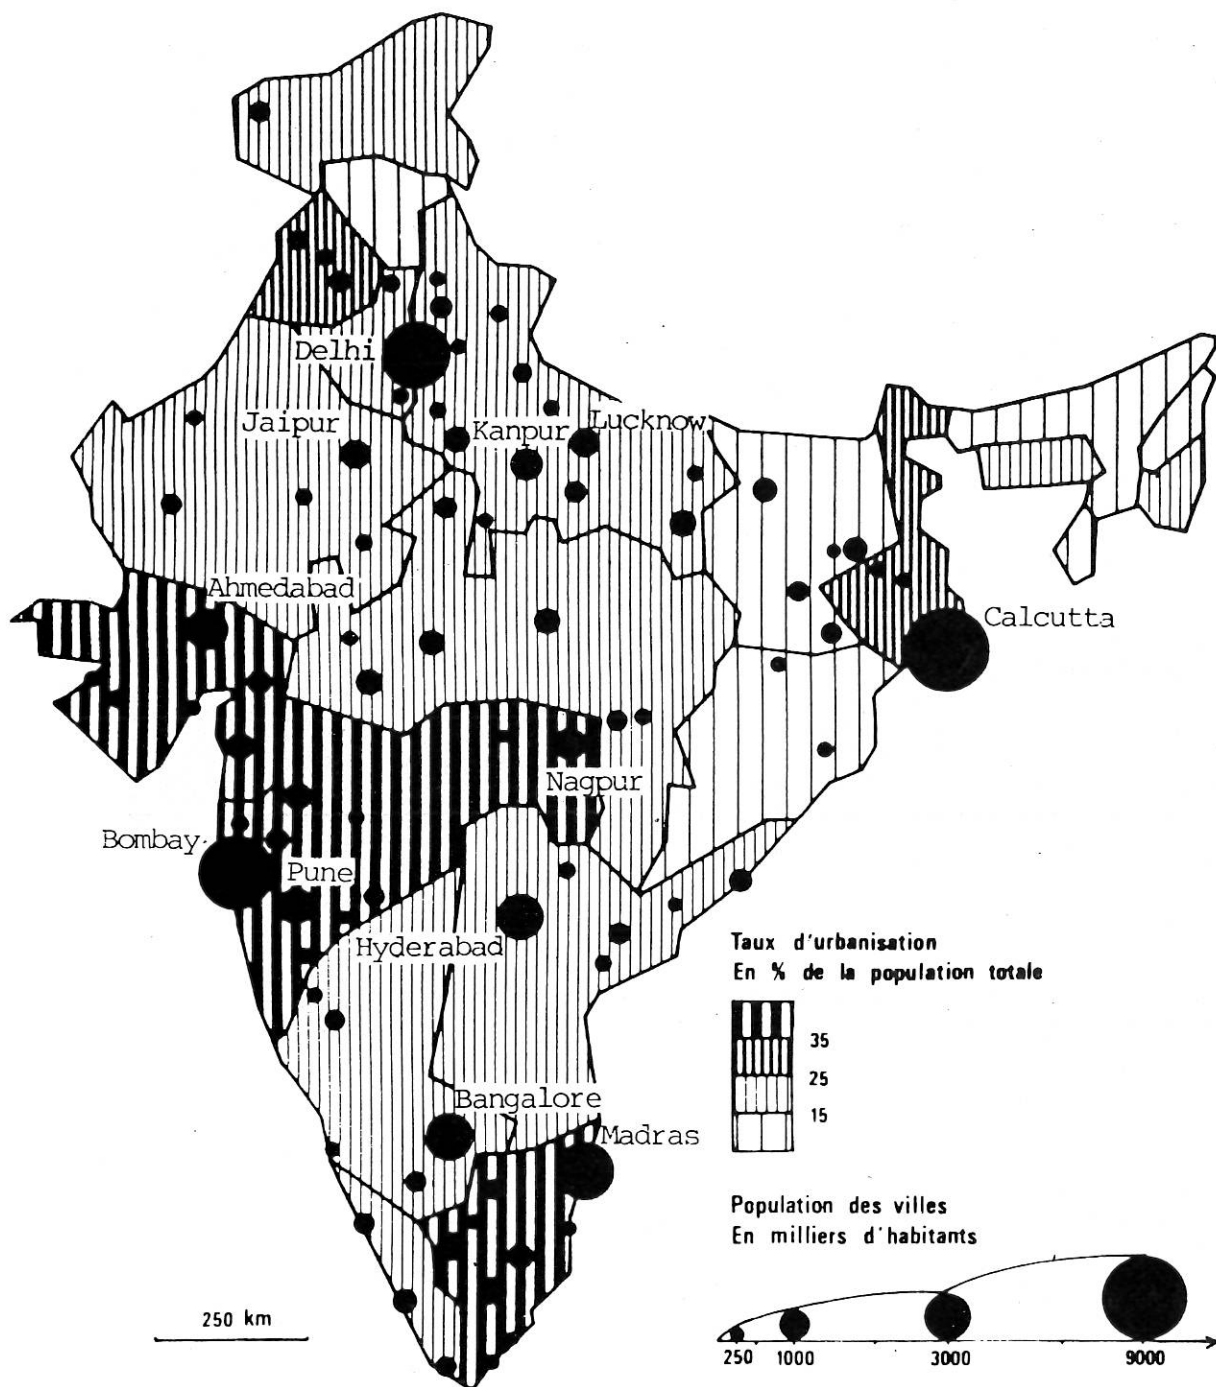 Delhi
Jaipur
Kanpur
Lucknow
Ahmedabad
Calcutta
Nagpur
Bombay
Pune
Hyderabad
Bangalore
Madras
Taux d'urbanisation
En % de la population totale
35
25
15
Population des villes
En milliers d'habitants
250 1000 3000 9000
250 km